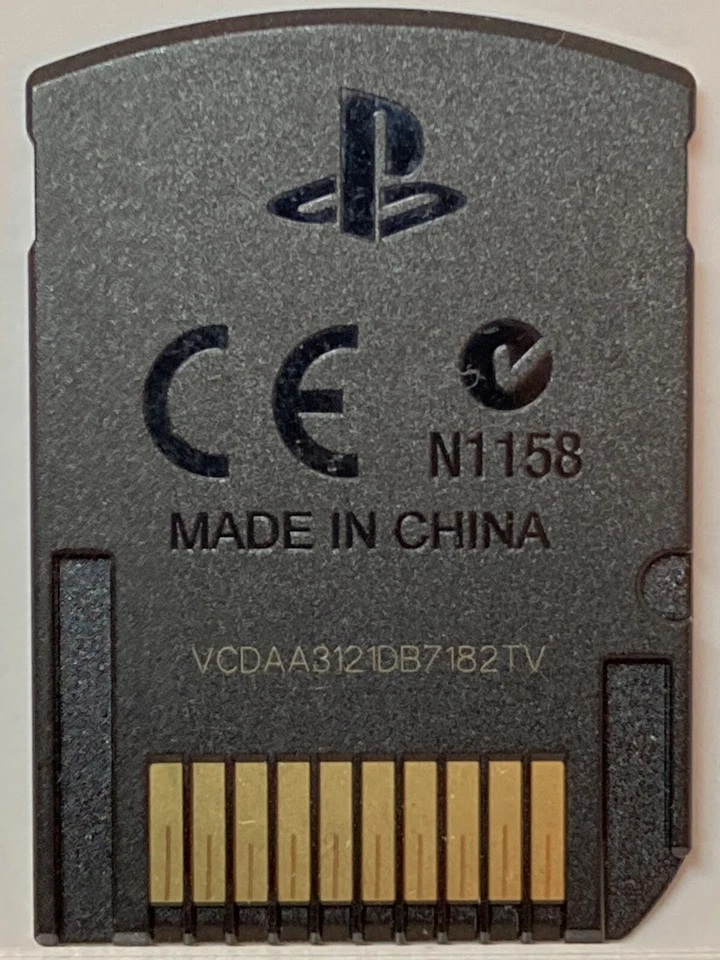 CE
N1158
MADE IN CHINA
VCDAA3121DB7182TV